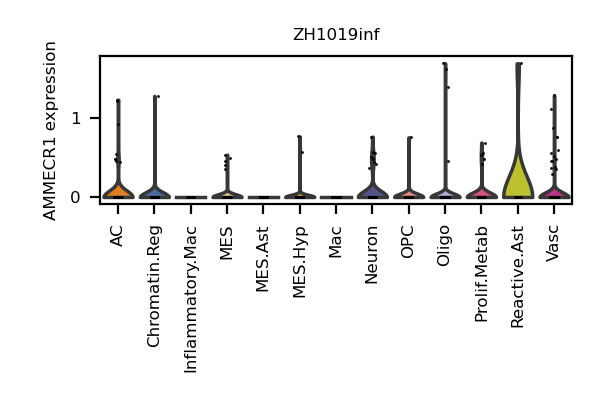 ZH1019inf
AMMECR1 expression
1
0
AC
Chromatin.Reg
Inflammatory.Mac
MES
MES.Ast
MES.Hyp
Mac
Neuron
OPC
Oligo
Prolif.Metab
Reactive.Ast
Vasc